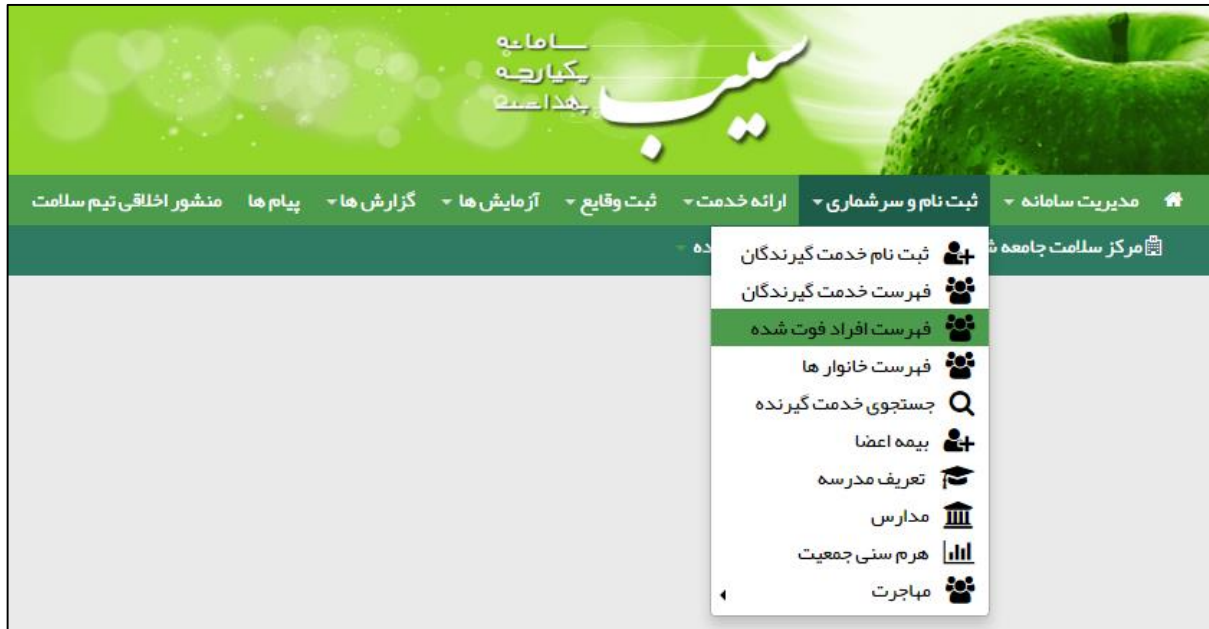 سامانه
یکپارچه
بهداشت
سیب
مدیریت سامانه ثبت نام و سرشماری ارائه خدمت ثبت وقایع آزمایش ها گزارش ها پیام ها منشور اخلاقی تیم سلامت
مرکز سلامت جامعه
ثبت نام خدمت گیرندگان
فهرست خدمت گیرندگان
فهرست افراد فوت شده
فهرست خانوار ها
جستجوی خدمت گیرنده
بیمه اعضا
تعریف مدرسه
مدارس
هرم سنی جمعیت
مهاجرت